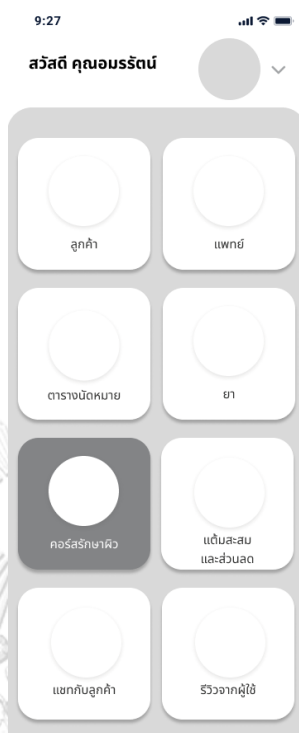 9:27
สวัสดี คุณอมรรัตน์
ลูกค้า
แพทย์
ตารางนัดหมาย
ยา
คอร์สรักษาผิว
แต้มสะสม
และส่วนลด
แชทกับลูกค้า
รีวิวจากผู้ใช้